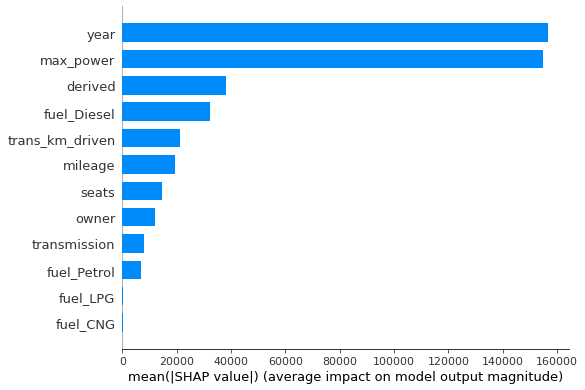 year
max_power
derived
fuel_Diesel
trans_km_driven
mileage
seats
owner
transmission
fuel_Petrol
fuel_LPG
fuel_CNG
0 20000 40000 60000 80000 100000 120000 140000 160000
mean(|SHAP value|) (average impact on model output magnitude)